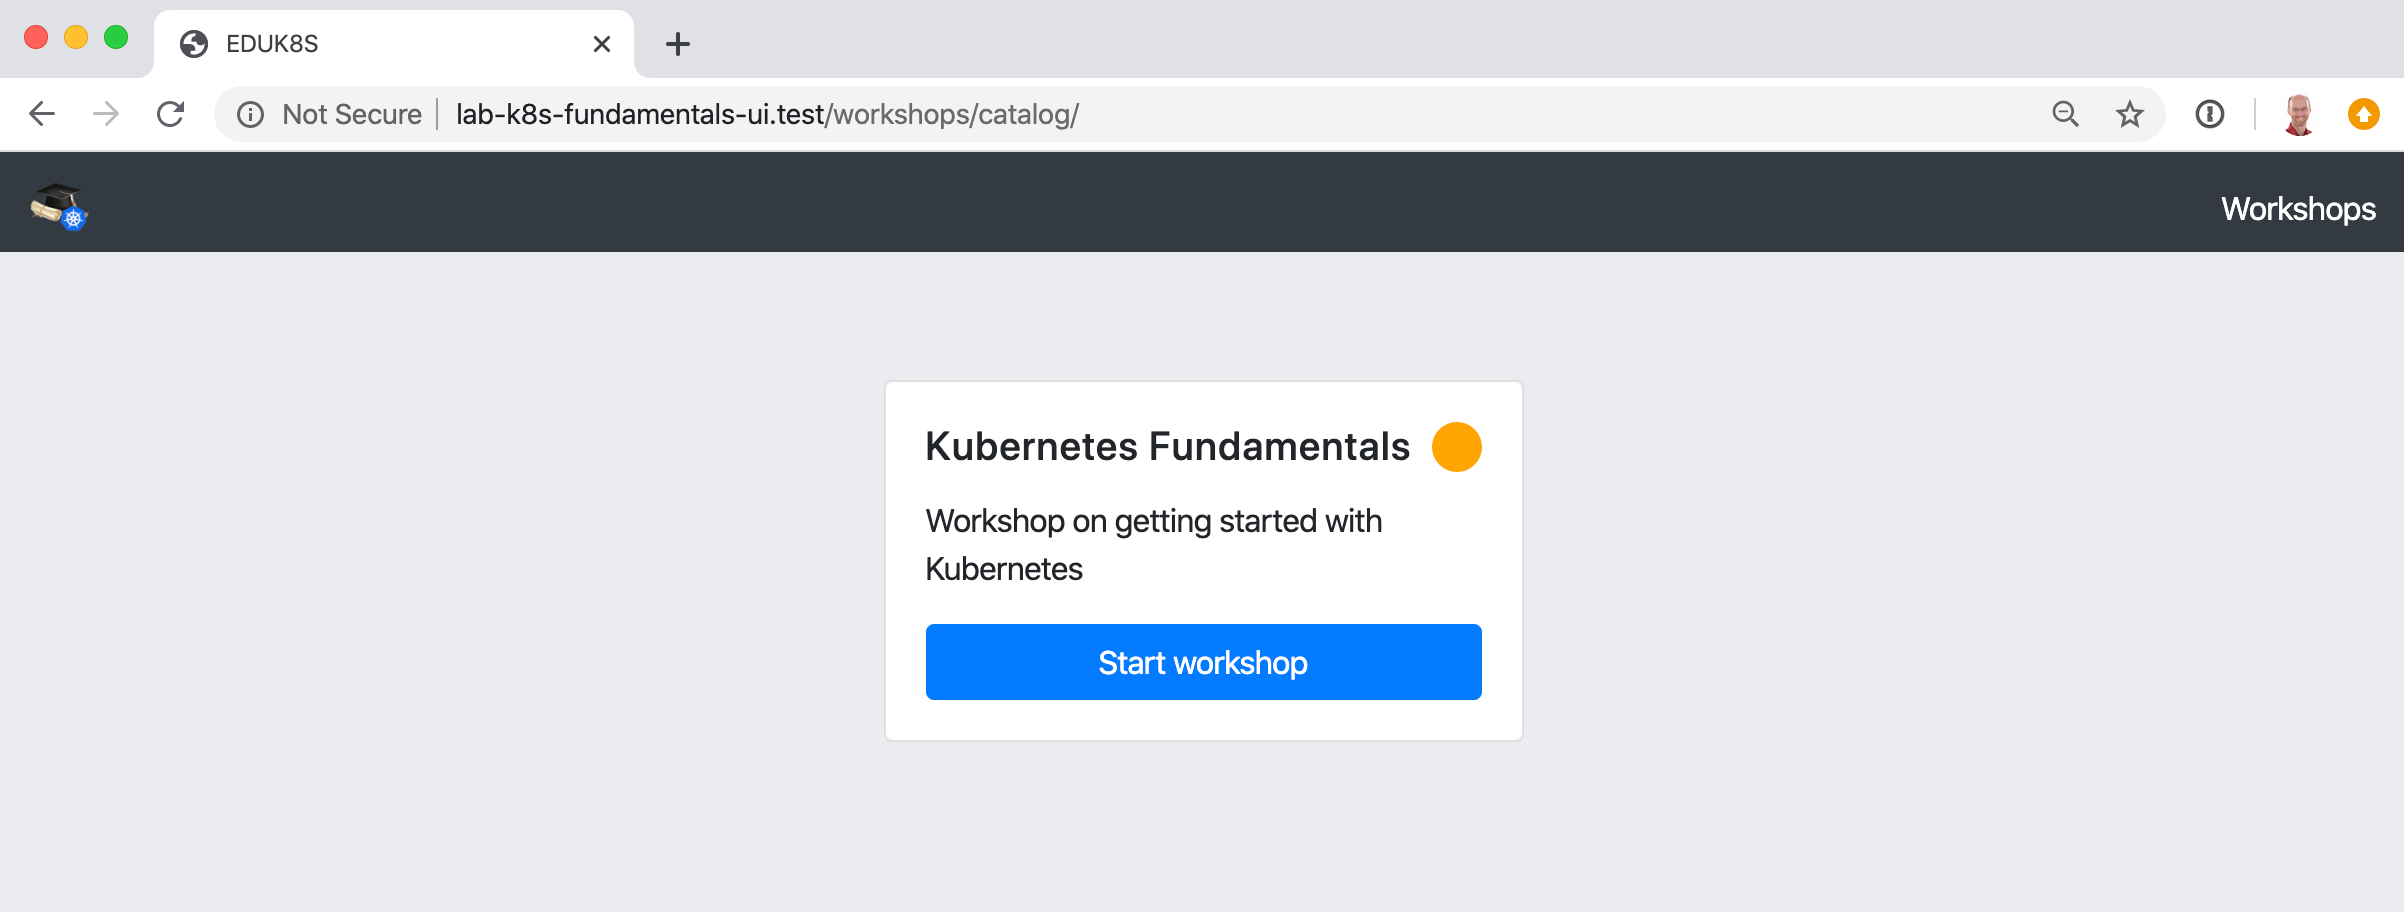 EDUK8S
Not Secure lab-k8s-fundamentals-ui.test/workshops/catalog/
Workshops
Kubernetes Fundamentals
Workshop on getting started with
Kubernetes
Start workshop